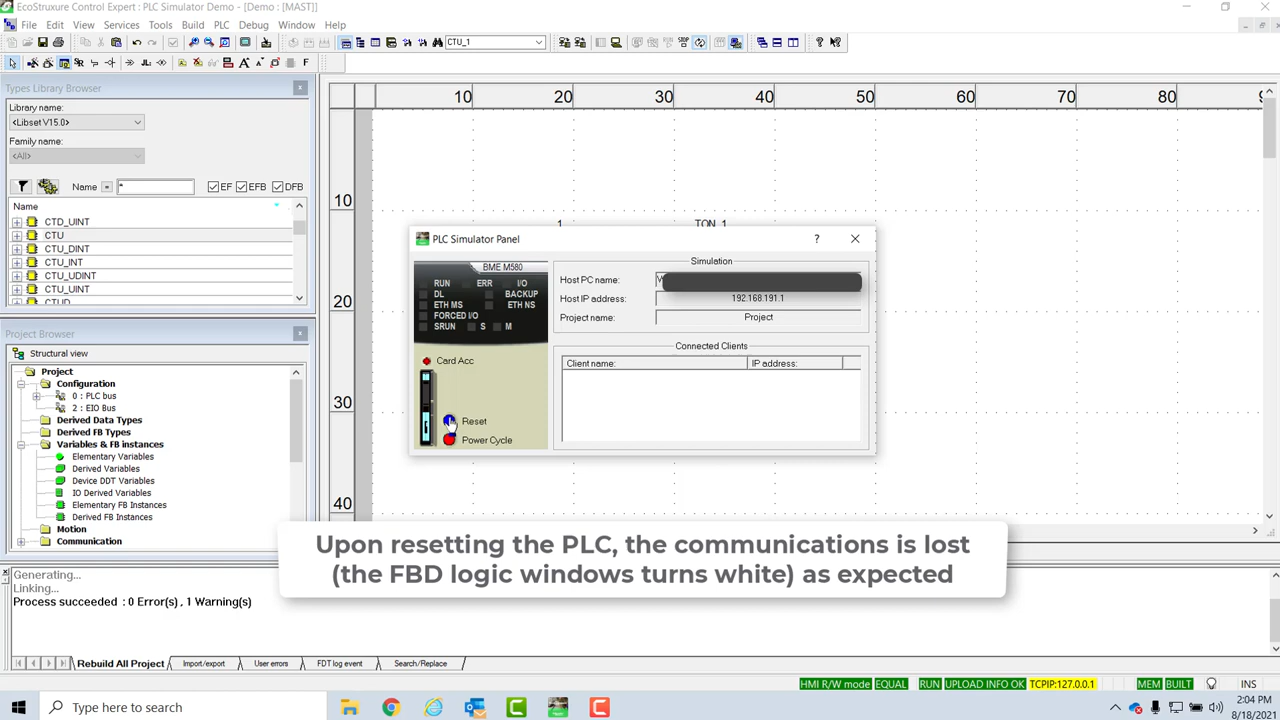 EcoStruxure Control Expert : PLC Simulator Demo - [Demo : [MAST]]
File Edit View Services Tools Build PLC Debug Window Help
CTU_1
Types Library Browser
Library name:
<Libset V15.0>
Family name:
<All>
Name = * EF EFB DFB
Name
CTD_UINT
CTU
CTU_DINT
CTU_INT
CTU_UDINT
CTU_UINT
CTUD
Project Browser
Structural view
Project
Configuration
0 : PLC bus
2 : EIO Bus
Derived Data Types
Derived FB Types
Variables & FB instances
Elementary Variables
Derived Variables
Device DDT Variables
IO Derived Variables
Elementary FB Instances
Derived FB Instances
Motion
Communication
10 20 30 40 50 60 70 80
10
20
30
40
1 TON_1
PLC Simulator Panel
BME M580
RUN ERR I/O
DL BACKUP
ETH MS ETH NS
FORCED I/O
SRUN S M
Card Acc
Reset
Power Cycle
Simulation
Host PC name:
Host IP address: 192.168.191.1
Project name: Project
Connected Clients
Client name: IP address:
Upon resetting the PLC, the communications is lost
(the FBD logic windows turns white) as expected
Generating...
Linking...
Process succeeded : 0 Error(s) , 1 Warning(s)
Rebuild All Project Import/export User errors FDT log event Search/Replace
HMI R/W mode EQUAL RUN UPLOAD INFO OK TCPIP:127.0.0.1 MEM BUILT INS
Type here to search
2:04 PM
8/18/2021